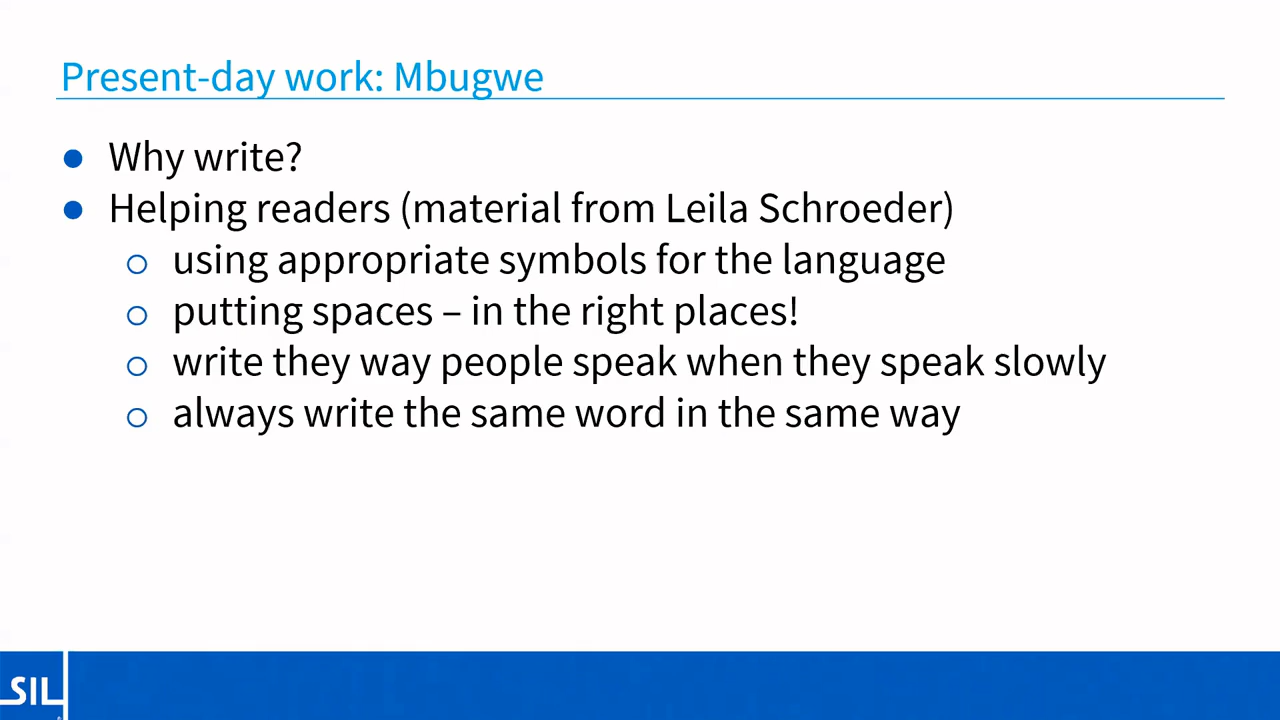 Present-day work: Mbugwe
● Why write?
● Helping readers (material from Leila Schroeder)
○ using appropriate symbols for the language
○ putting spaces – in the right places!
○ write they way people speak when they speak slowly
○ always write the same word in the same way
SIL